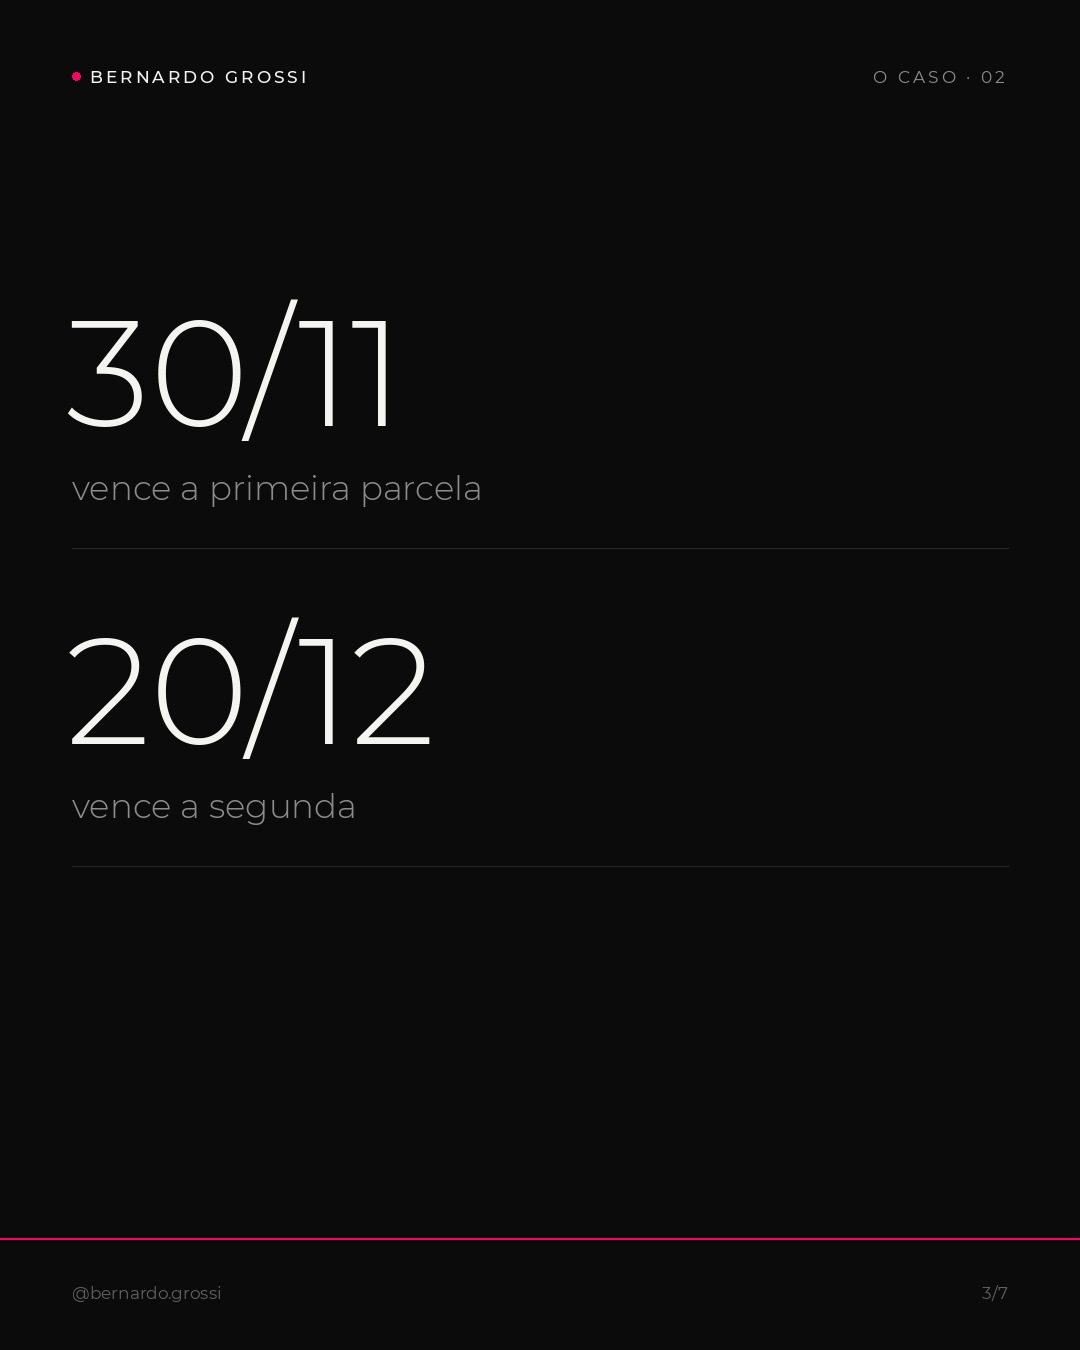 BERNARDO GROSSI
O CASO · 02
30/11
vence a primeira parcela
20/12
vence a segunda
@bernardo.grossi
3/7